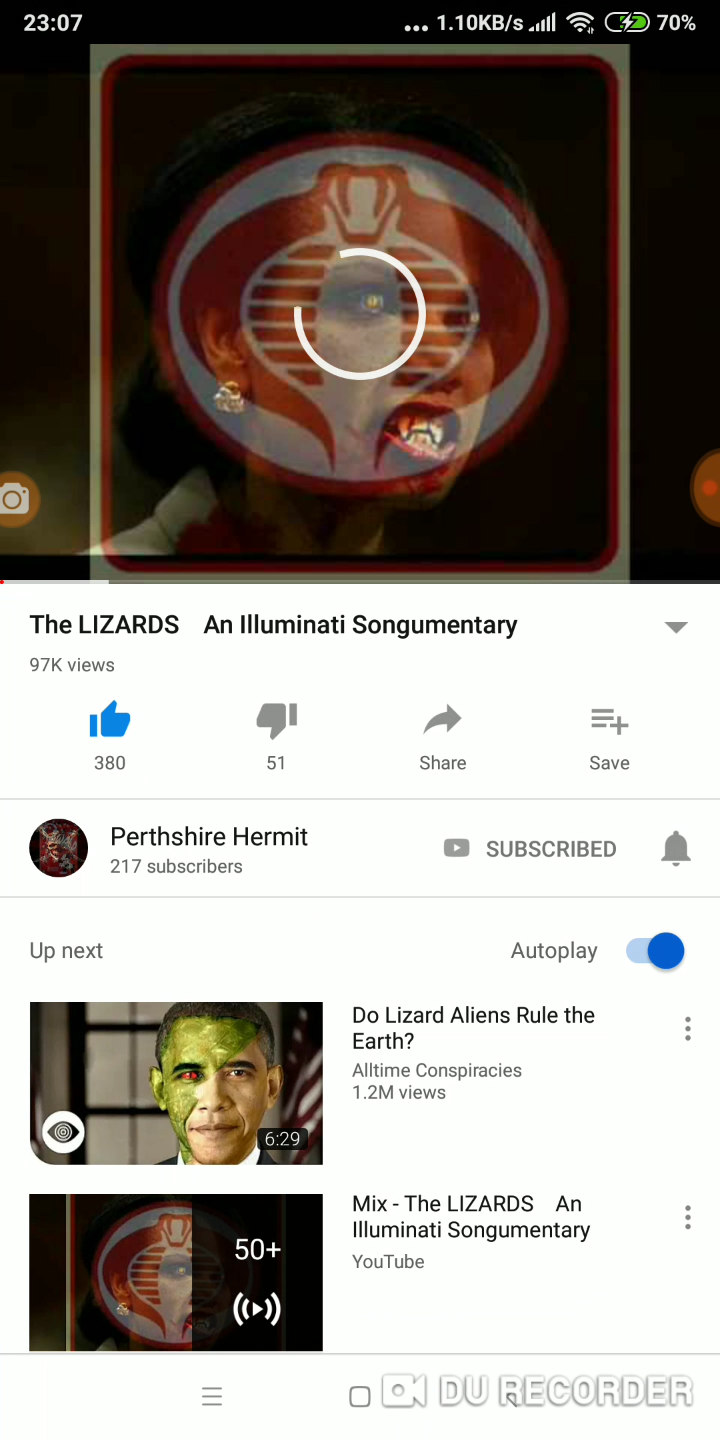 23:07
... 1.10KB/s 70%
The LIZARDS An Illuminati Songumentary
97K views
380
51
Share
Save
Perthshire Hermit
217 subscribers
SUBSCRIBED
Up next
Autoplay
Do Lizard Aliens Rule the
Earth?
Alltime Conspiracies
1.2M views
6:29
Mix - The LIZARDS An
Illuminati Songumentary
YouTube
50+
DU RECORDER